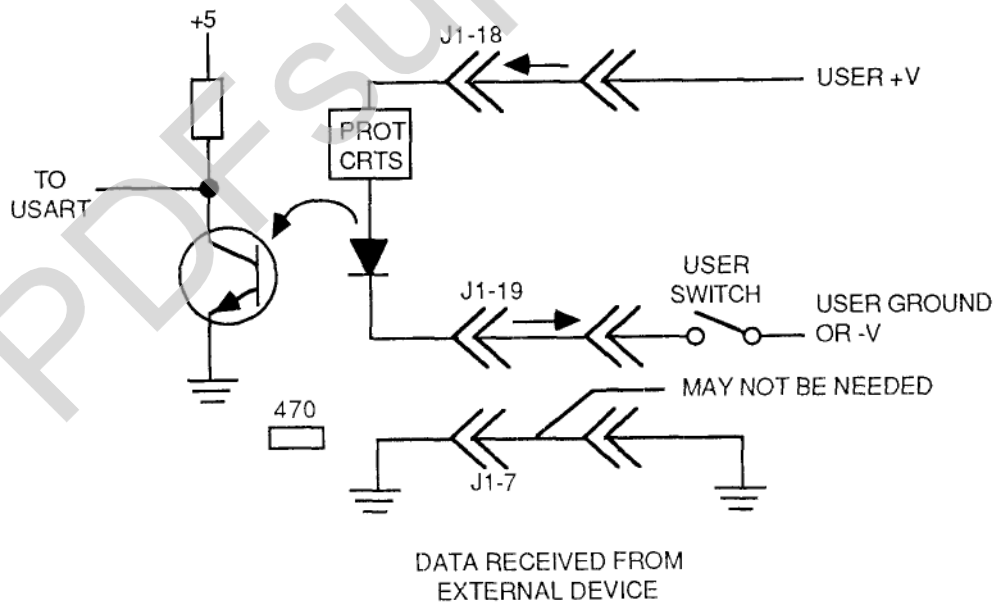 +5
J1-18
USER +V
PROT
CRTS
TO
USART
J1-19
USER
SWITCH
USER GROUND
OR -V
MAY NOT BE NEEDED
470
J1-7
DATA RECEIVED FROM
EXTERNAL DEVICE
PDFsu